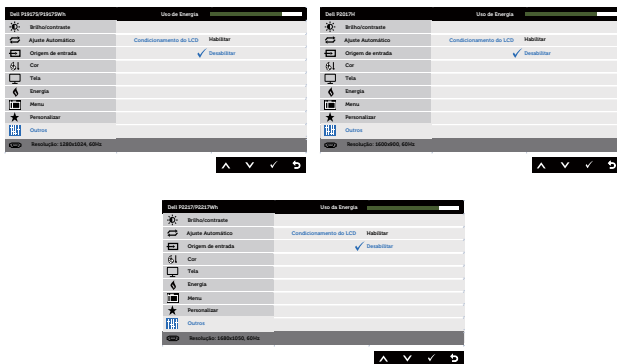 Dell P1917S/P1917SWh Uso de Energia
Brilho/contraste
Ajuste Automático Condicionamento do LCD Habilitar
Origem de entrada Desabilitar
Cor
Tela
Energia
Menu
Personalizar
Outros
Resolução: 1280x1024, 60Hz
Dell P2017H Uso de Energia
Brilho/contraste
Ajuste Automático Condicionamento do LCD Habilitar
Origem de entrada Desabilitar
Cor
Tela
Energia
Menu
Personalizar
Outros
Resolução: 1600x900, 60Hz
Dell P2217/P2217Wh Uso da Energia
Brilho/contraste
Ajuste Automático Condicionamento do LCD Habilitar
Origem de entrada Desabilitar
Cor
Tela
Energia
Menu
Personalizar
Outros
Resolução: 1680x1050, 60Hz